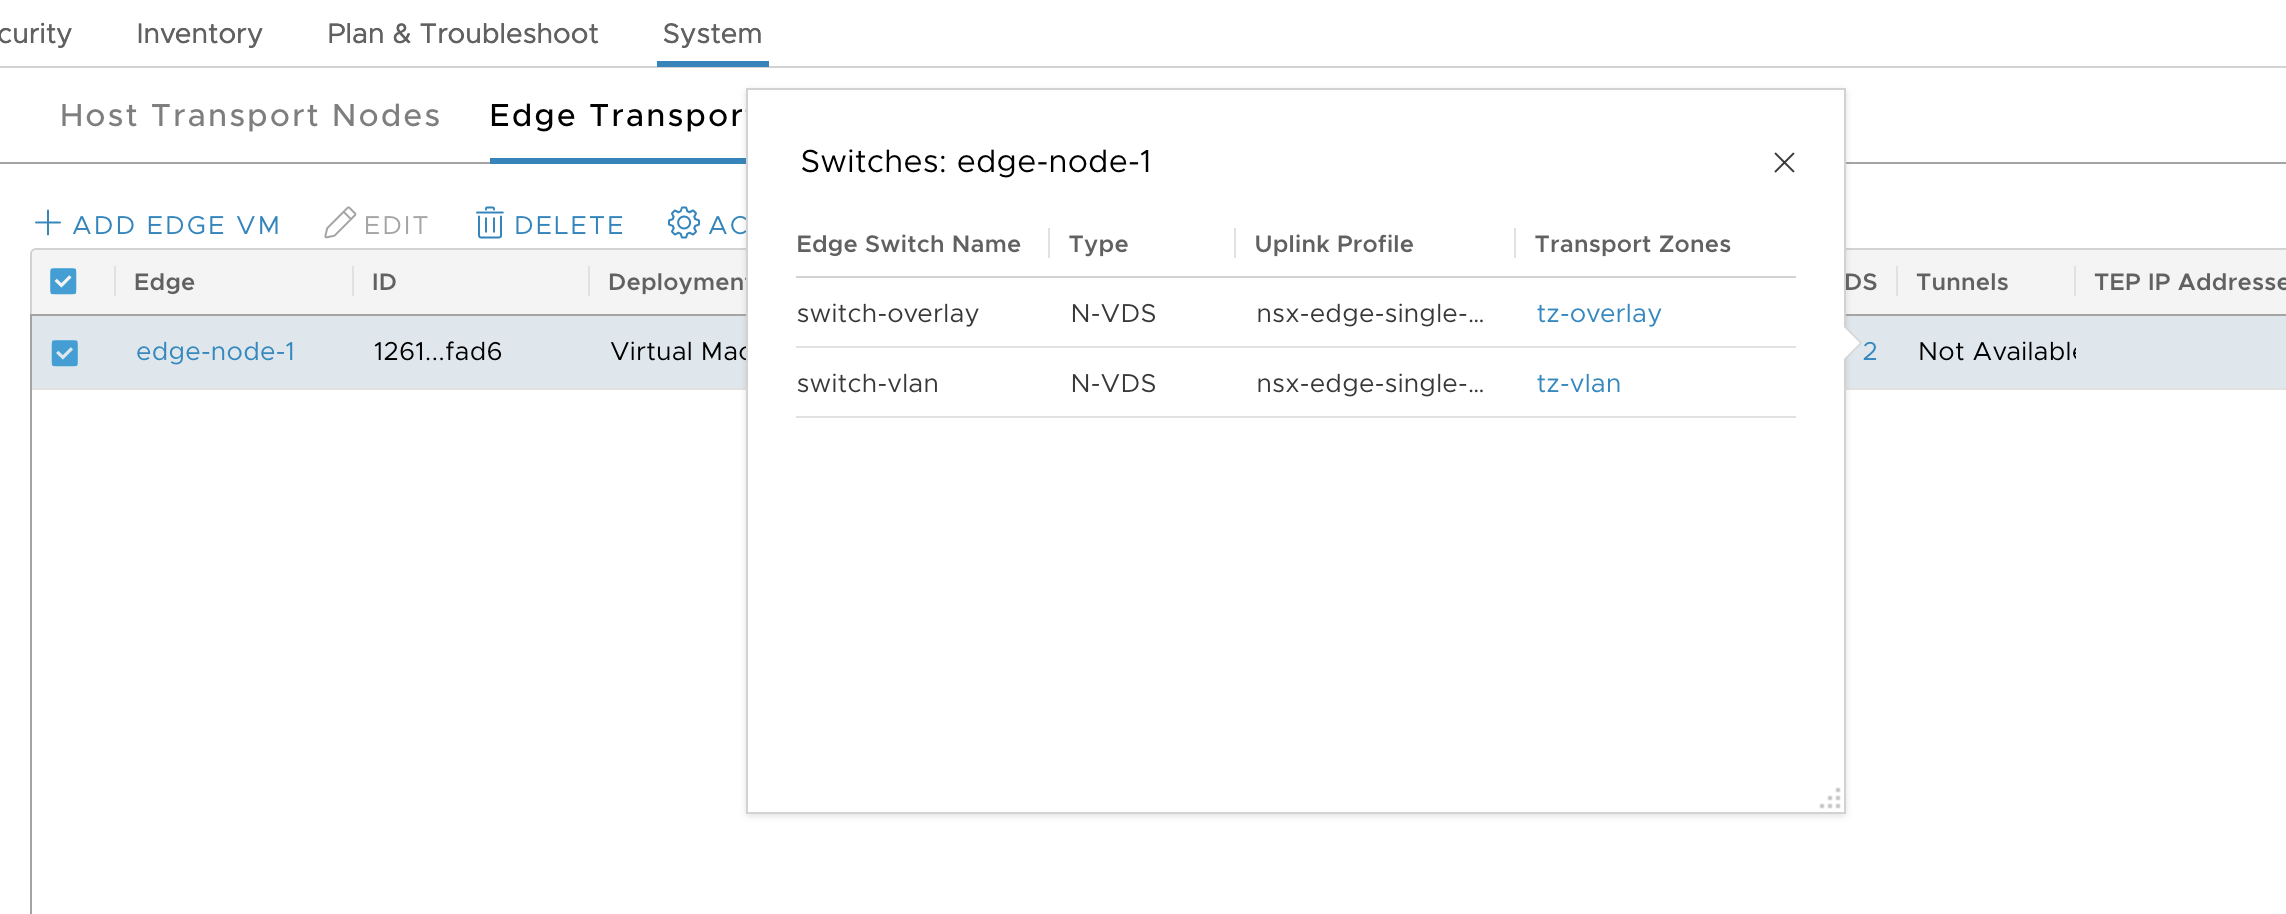 curity Inventory Plan & Troubleshoot System
Host Transport Nodes Edge Transpor
Switches: edge-node-1
ADD EDGE VM EDIT DELETE AC
Edge Switch Name Type Uplink Profile Transport Zones
Edge ID Deployment DS Tunnels TEP IP Addresse
switch-overlay N-VDS nsx-edge-single-... tz-overlay
edge-node-1 1261...fad6 Virtual Mac 2 Not Available
switch-vlan N-VDS nsx-edge-single-... tz-vlan